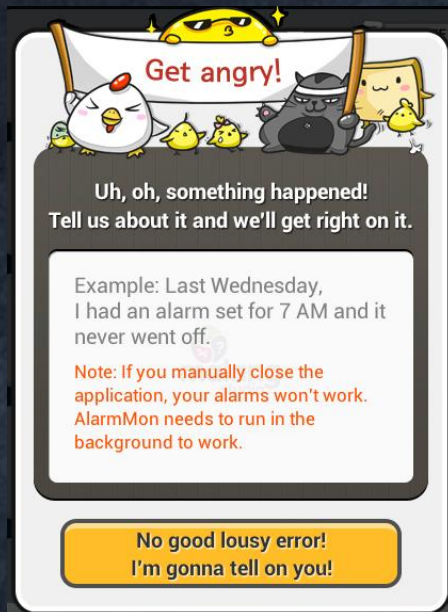 Get angry!
Uh, oh, something happened!
Tell us about it and we'll get right on it.
Example: Last Wednesday,
I had an alarm set for 7 AM and it
never went off.
Note: If you manually close the
application, your alarms won't work.
AlarmMon needs to run in the
background to work.
No good lousy error!
I'm gonna tell on you!